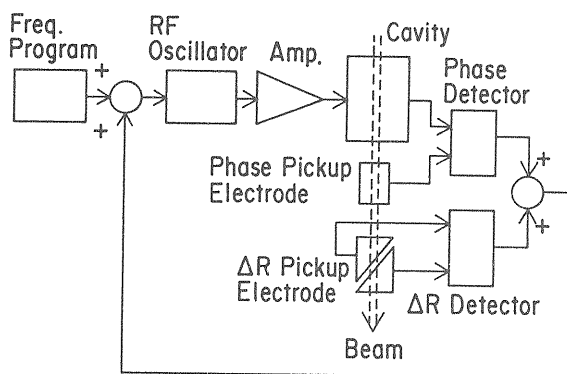 Freq.
Program
RF
Oscillator
Amp.
Cavity
Phase
Detector
+
+
Phase Pickup
Electrode
+
+
ΔR Pickup
Electrode
ΔR Detector
Beam